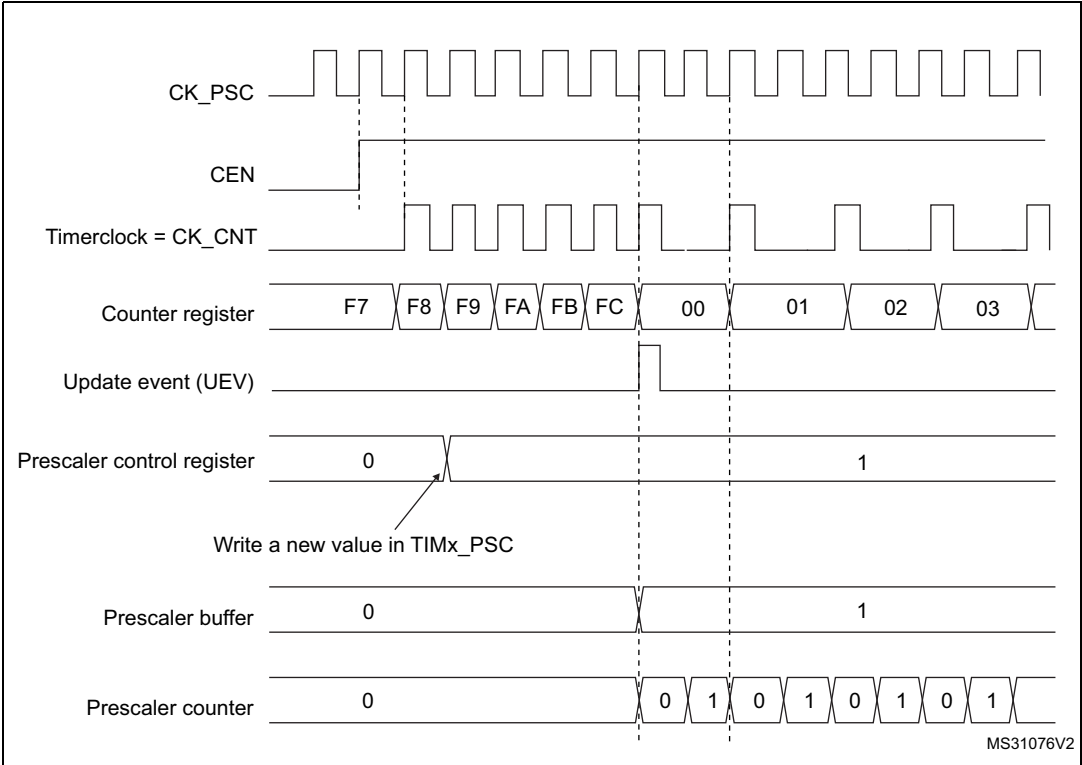 CK_PSC
CEN
Timerclock = CK_CNT
Counter register F7 F8 F9 FA FB FC 00 01 02 03
Update event (UEV)
Prescaler control register 0 1
Write a new value in TIMx_PSC
Prescaler buffer 0 1
Prescaler counter 0 0 1 0 1 0 1 0 1
MS31076V2